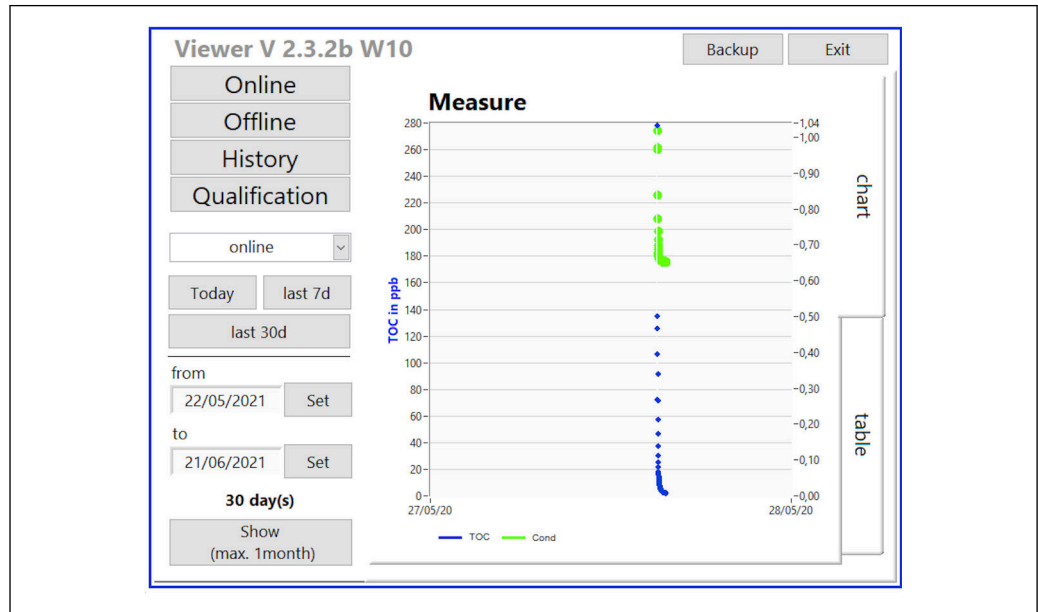 Viewer V 2.3.2b W10
Backup
Exit
Online
Offline
History
Qualification
online
Today
last 7d
last 30d
from
22/05/2021
Set
to
21/06/2021
Set
30 day(s)
Show
(max. 1month)
Measure
TOC in ppb
280
260
240
220
200
180
160
140
120
100
80
60
40
20
0
1,04
1,00
0,90
0,80
0,70
0,60
0,50
0,40
0,30
0,20
0,10
0,00
27/05/20
28/05/20
TOC
Cond
chart
table